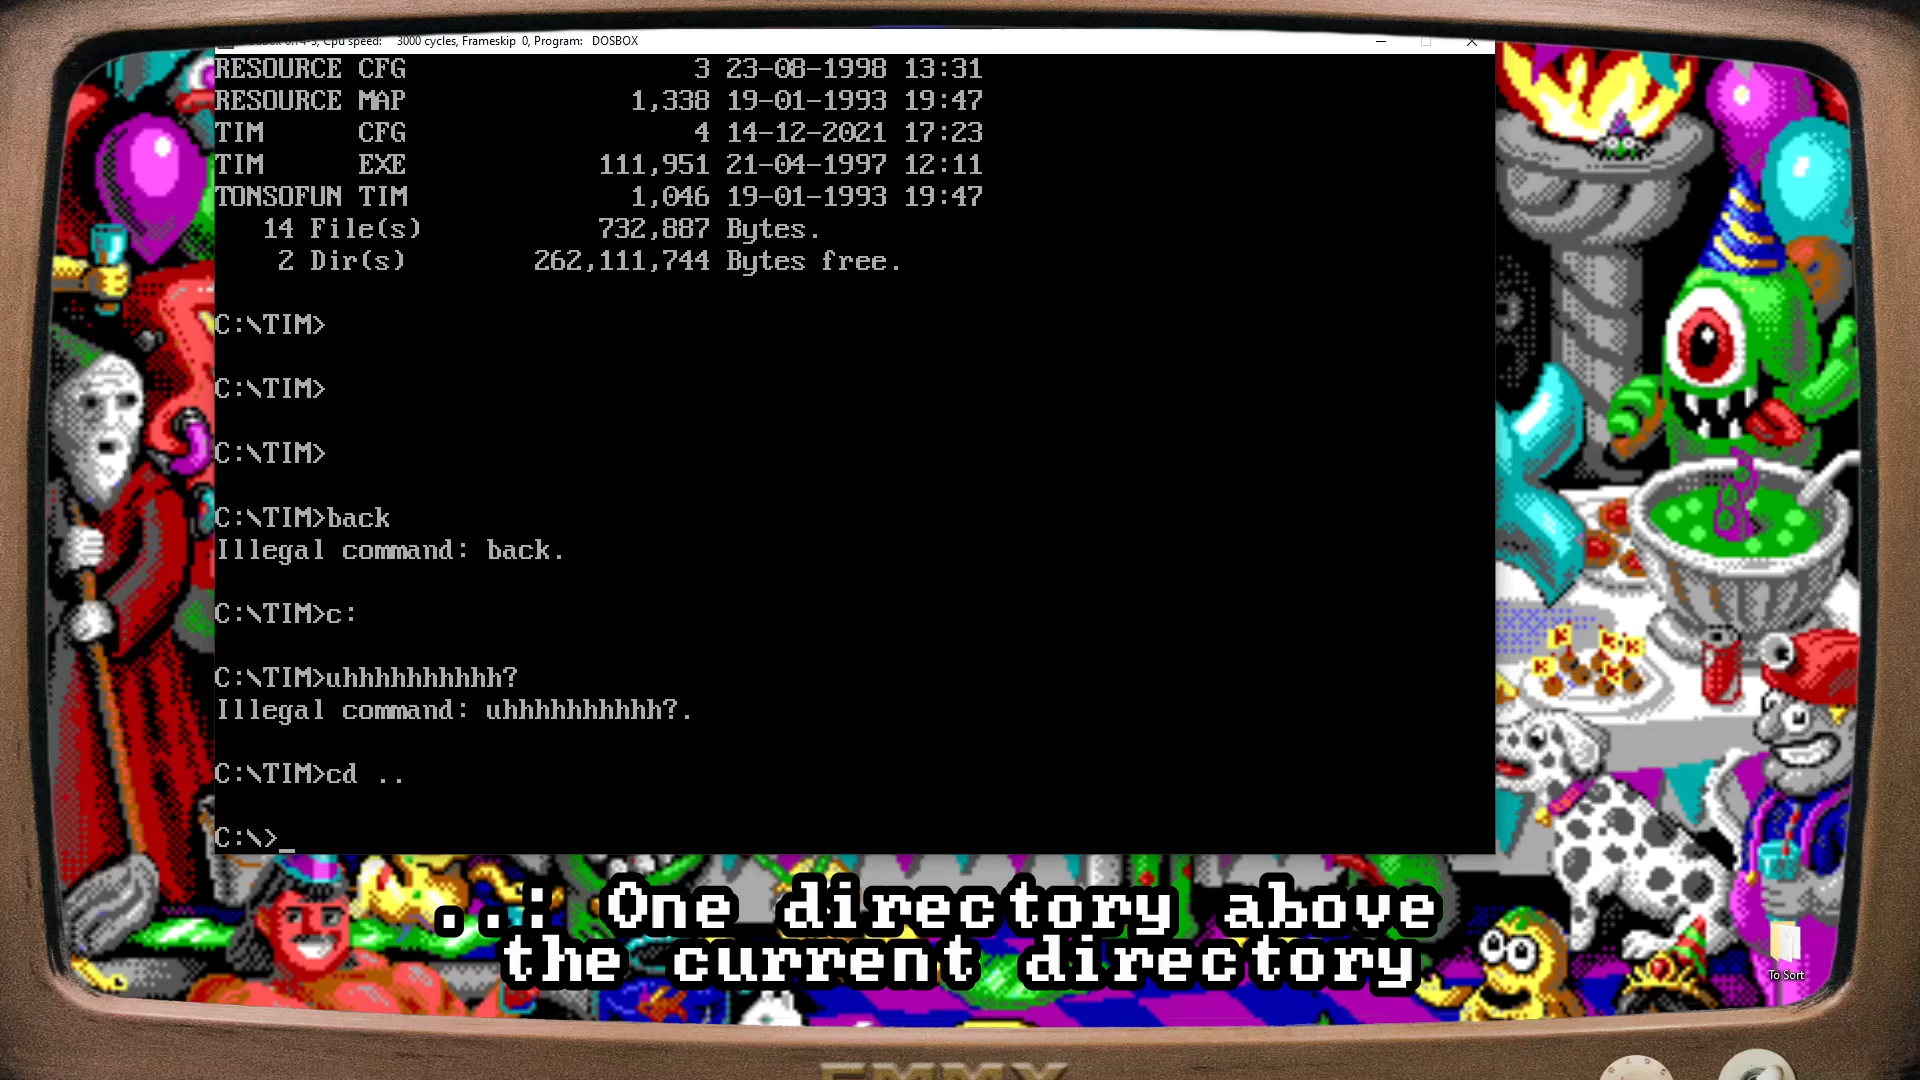 3000 cycles, Frameskip 0, Program: DOSBOX
RESOURCE CFG 3 23-08-1998 13:31
RESOURCE MAP 1,338 19-01-1993 19:47
TIM CFG 4 14-12-2021 17:23
TIM EXE 111,951 21-04-1997 12:11
TONSOFUN TIM 1,046 19-01-1993 19:47
14 File(s) 732,887 Bytes.
2 Dir(s) 262,111,744 Bytes free.
C:\TIM>
C:\TIM>
C:\TIM>
C:\TIM>back
Illegal command: back.
C:\TIM>c:
C:\TIM>uhhhhhhhhhh?
Illegal command: uhhhhhhhhhh?.
C:\TIM>cd ..
C:\>_
..: One directory above
the current directory
To Sort